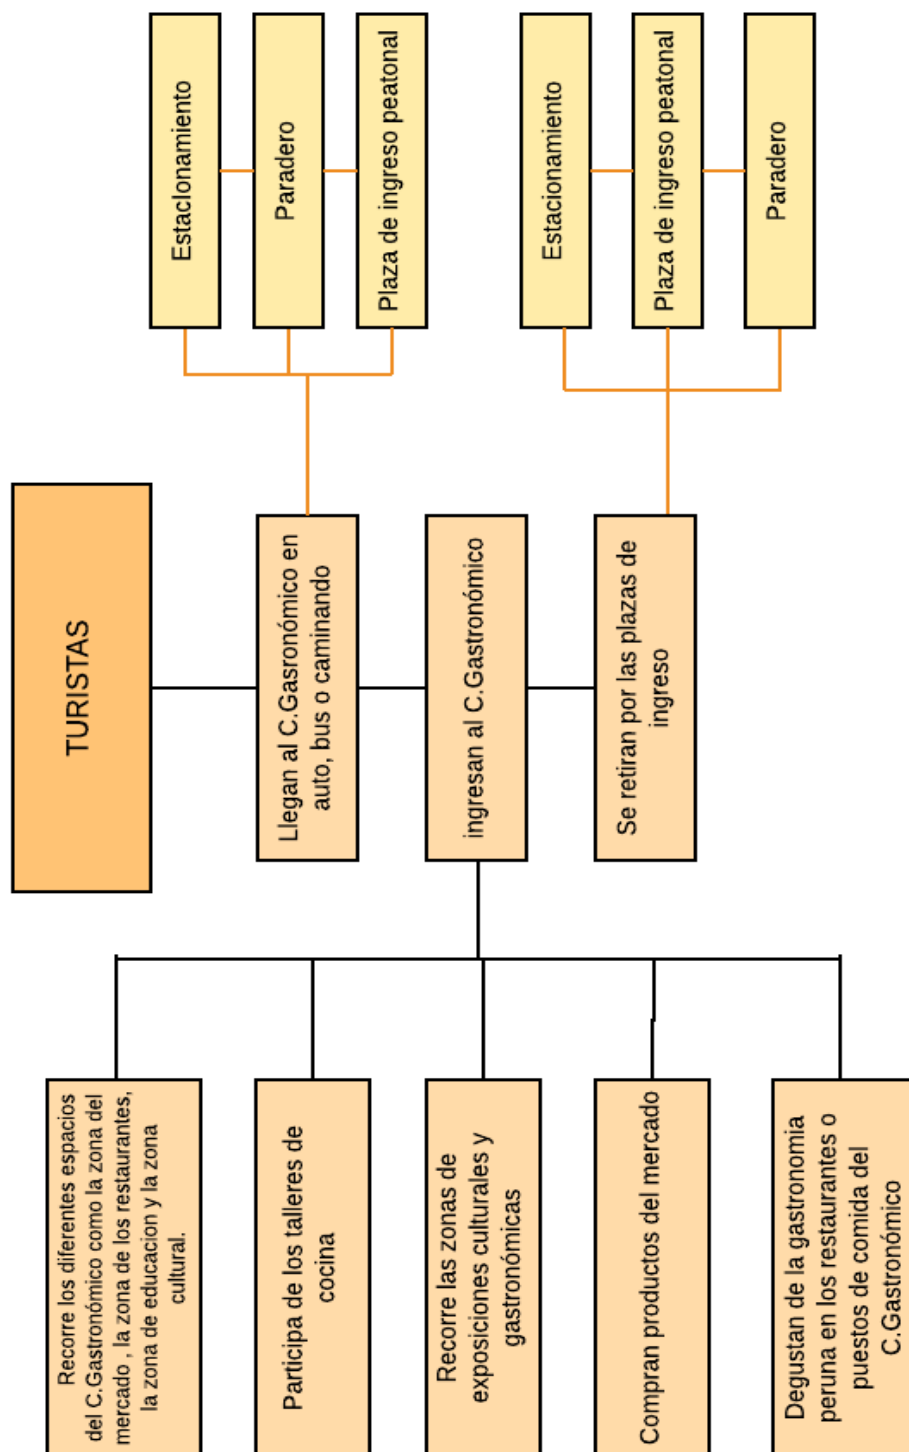 TURISTAS
Llegan al C.Gasronómico en
auto, bus o caminando
Estacionamiento
Paradero
Plaza de ingreso peatonal
ingresan al C.Gastronómico
Recorre los diferentes espacios
del C.Gastronómico como la zona del
mercado , la zona de los restaurantes,
la zona de educacion y la zona
cultural.
Participa de los talleres de
cocina
Recorre las zonas de
exposiciones culturales y
gastronómicas
Compran productos del mercado
Degustan de la gastronomia
peruna en los restaurantes o
puestos de comida del
C.Gastronómico
Se retiran por las plazas de
ingreso
Estacionamiento
Plaza de ingreso peatonal
Paradero